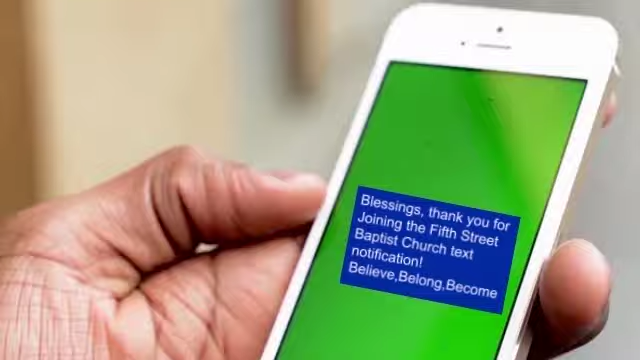 Blessings, thank you for
Joining the Fifth Street
Baptist Church text
notification!
Believe,Belong,Become